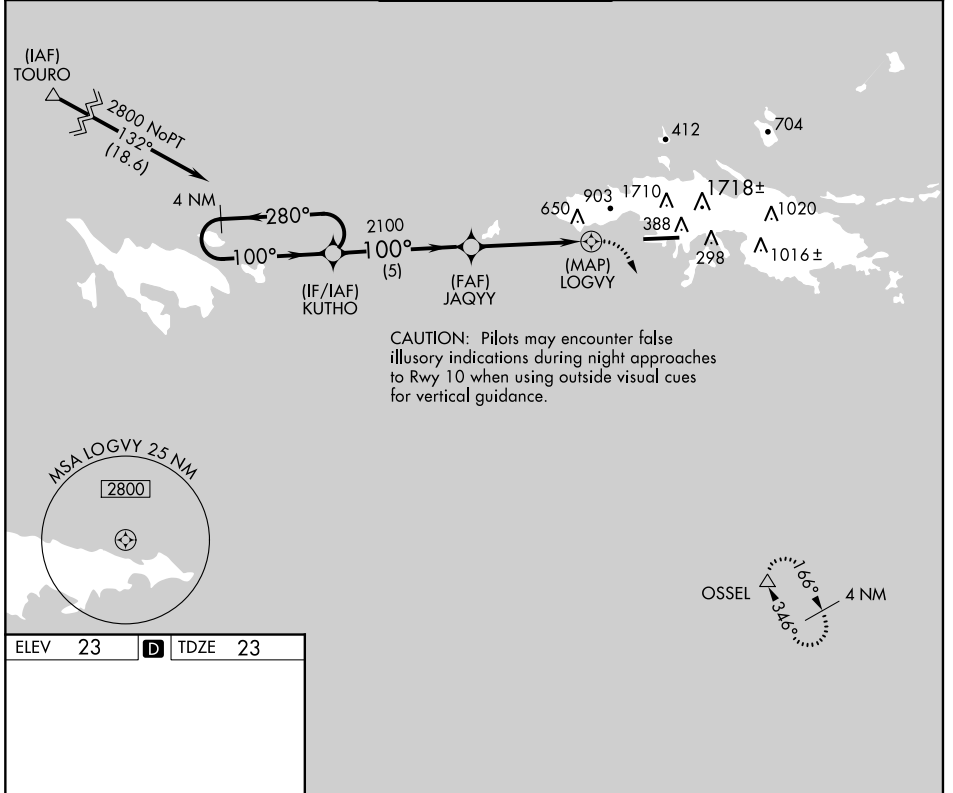 (IAF)
TOURO
2800 NoPT
132°
(18.6)
4 NM
280°
100°
2100
100°
(5)
(IF/IAF)
KUTHO
(FAF)
JAQYY
(MAP)
LOGVY
412
704
650
903
1710
1718±
388
298
1020
1016±
CAUTION: Pilots may encounter false
illusory indications during night approaches
to Rwy 10 when using outside visual cues
for vertical guidance.
MSA LOGVY 25 NM
2800
OSSEL
166°
346°
4 NM
ELEV 23 D TDZE 23